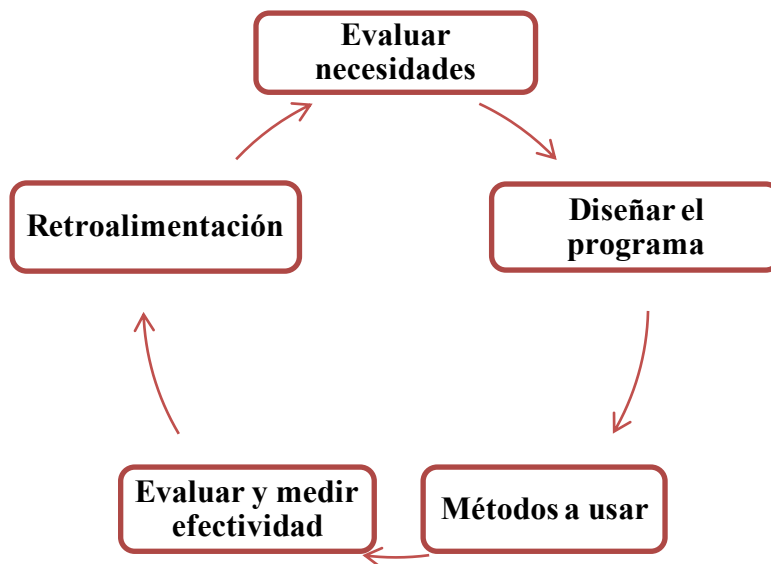 Evaluar
necesidades
Diseñar el
programa
Métodos a usar
Evaluar y medir
efectividad
Retroalimentación